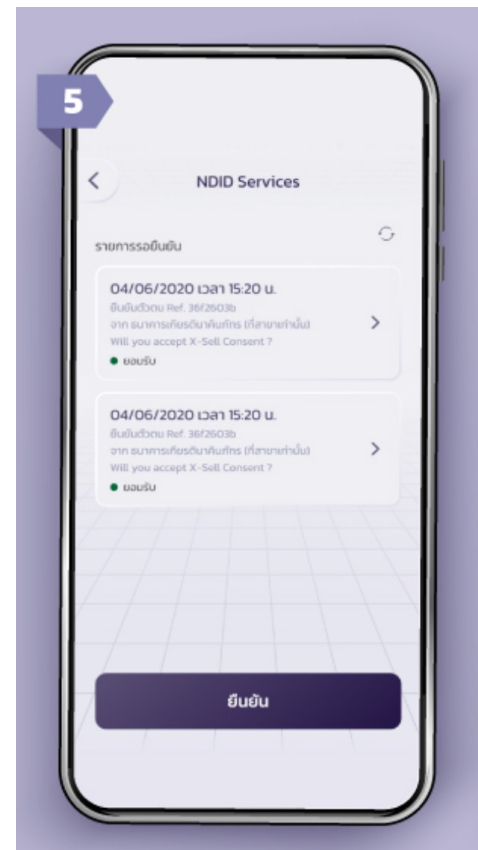 5
NDID Services
รายการรอยืนยัน
04/06/2020 เวลา 15:20 น.
ยืนยันตัวตน Ref. 36f2603b
จาก ธนาคารเกียรตินาคินภัทร (ที่สาขาเท่านั้น)
Will you accept X-Sell Consent ?
ยอมรับ
04/06/2020 เวลา 15:20 น.
ยืนยันตัวตน Ref. 36f2603b
จาก ธนาคารเกียรตินาคินภัทร (ที่สาขาเท่านั้น)
Will you accept X-Sell Consent ?
ยอมรับ
ยืนยัน